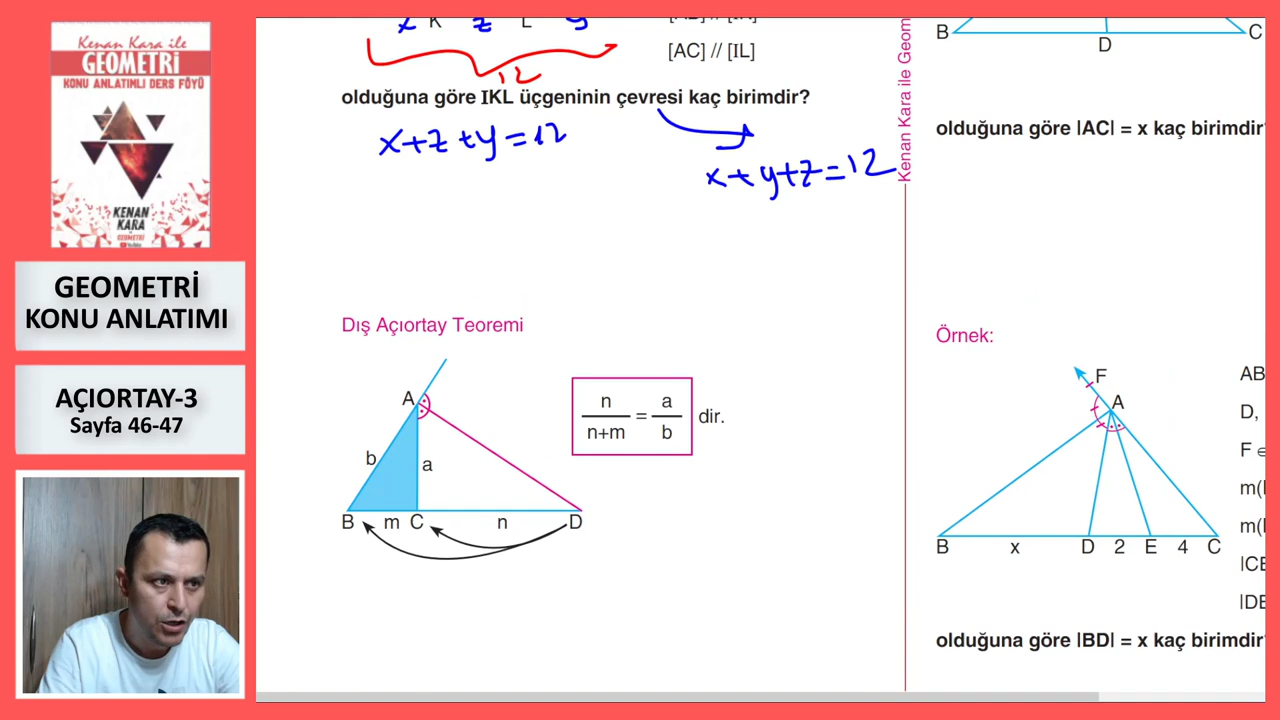 Kenan Kara ile
GEOMETRİ
KONU ANLATIMLI DERS FÖYÜ
KENAN
KARA
GEOMETRİ
KONU ANLATIMI
AÇIORTAY-3
Sayfa 46-47
x K z L y
12
[AC] // [IL]
olduğuna göre IKL üçgeninin çevresi kaç birimdir?
x+z+y=12
x+y+z=12
Dış Açıortay Teoremi
A
b
a
B m C n D
n/n+m = a/b dir.
Kenan Kara ile Geom
B D C
olduğuna göre |AC| = x kaç birimdir?
Örnek:
F
A
B x D 2 E 4 C
AB
D,
F ∈
m(
m(
|CE
|DE
olduğuna göre |BD| = x kaç birimdir?